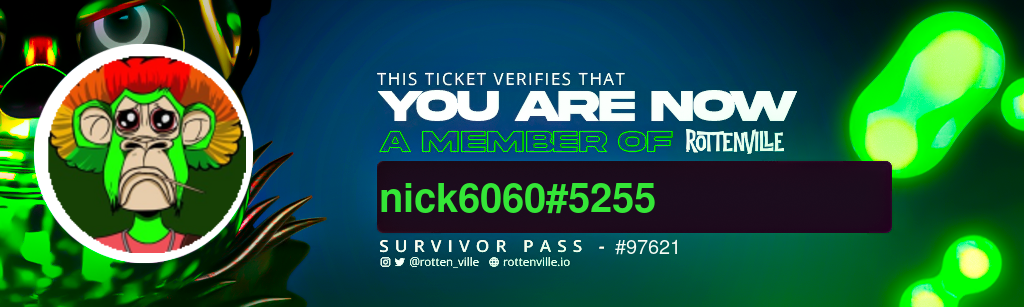 THIS TICKET VERIFIES THAT
YOU ARE NOW
A MEMBER OF ROTTENVILLE
nick6060#5255
SURVIVOR PASS - #97621
@rotten_ville rottenville.io